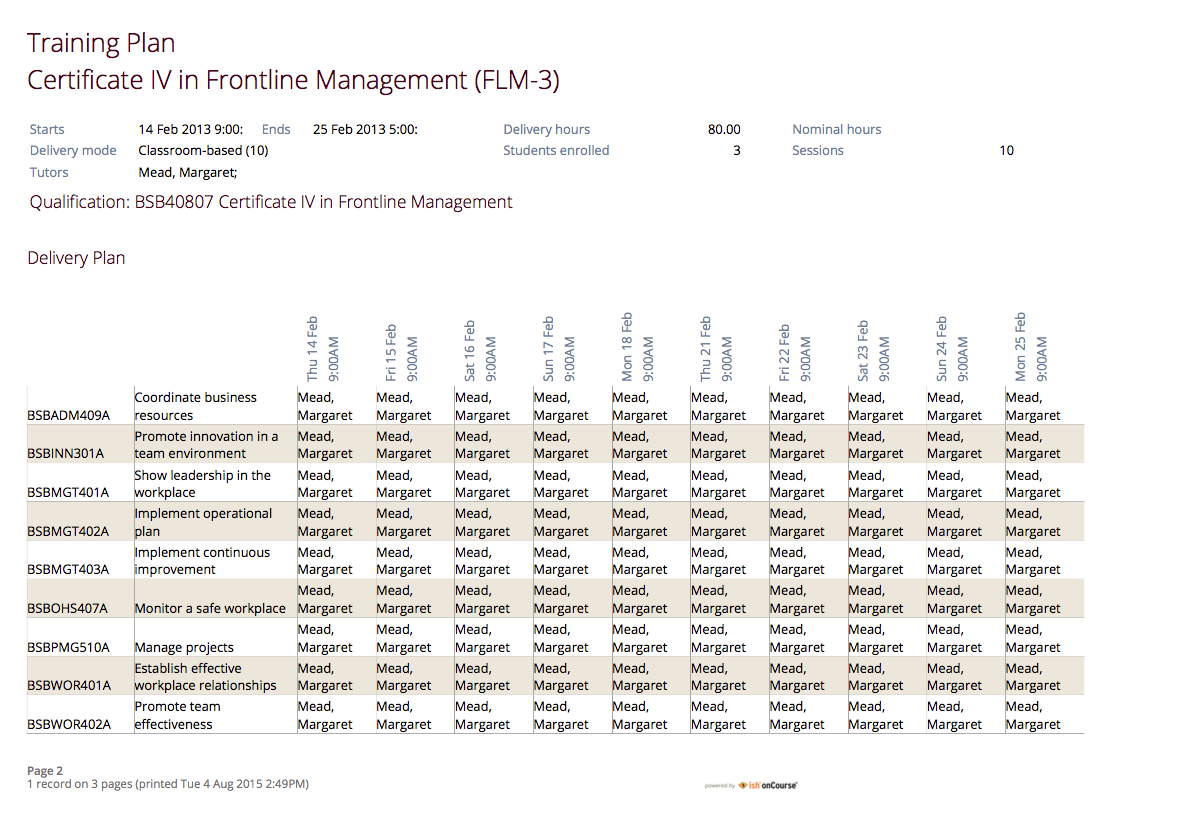 Training Plan
Certificate IV in Frontline Management (FLM-3)
Starts 14 Feb 2013 9:00: Ends 25 Feb 2013 5:00: Delivery hours 80.00 Nominal hours
Delivery mode Classroom-based (10) Students enrolled 3 Sessions 10
Tutors Mead, Margaret;
Qualification: BSB40807 Certificate IV in Frontline Management
Delivery Plan
Thu 14 Feb
9:00AM
Fri 15 Feb
9:00AM
Sat 16 Feb
9:00AM
Sun 17 Feb
9:00AM
Mon 18 Feb
9:00AM
Thu 21 Feb
9:00AM
Fri 22 Feb
9:00AM
Sat 23 Feb
9:00AM
Sun 24 Feb
9:00AM
Mon 25 Feb
9:00AM
Coordinate business Mead, Mead, Mead, Mead, Mead, Mead, Mead, Mead, Mead, Mead,
BSBADM409A resources Margaret Margaret Margaret Margaret Margaret Margaret Margaret Margaret Margaret Margaret
Promote innovation in a Mead, Mead, Mead, Mead, Mead, Mead, Mead, Mead, Mead, Mead,
BSBINN301A team environment Margaret Margaret Margaret Margaret Margaret Margaret Margaret Margaret Margaret Margaret
Show leadership in the Mead, Mead, Mead, Mead, Mead, Mead, Mead, Mead, Mead, Mead,
BSBMGT401A workplace Margaret Margaret Margaret Margaret Margaret Margaret Margaret Margaret Margaret Margaret
Implement operational Mead, Mead, Mead, Mead, Mead, Mead, Mead, Mead, Mead, Mead,
BSBMGT402A plan Margaret Margaret Margaret Margaret Margaret Margaret Margaret Margaret Margaret Margaret
Implement continuous Mead, Mead, Mead, Mead, Mead, Mead, Mead, Mead, Mead, Mead,
BSBMGT403A improvement Margaret Margaret Margaret Margaret Margaret Margaret Margaret Margaret Margaret Margaret
Mead, Mead, Mead, Mead, Mead, Mead, Mead, Mead, Mead, Mead,
BSBOHS407A Monitor a safe workplace Margaret Margaret Margaret Margaret Margaret Margaret Margaret Margaret Margaret Margaret
Mead, Mead, Mead, Mead, Mead, Mead, Mead, Mead, Mead, Mead,
BSBPMG510A Manage projects Margaret Margaret Margaret Margaret Margaret Margaret Margaret Margaret Margaret Margaret
Establish effective Mead, Mead, Mead, Mead, Mead, Mead, Mead, Mead, Mead, Mead,
BSBWOR401A workplace relationships Margaret Margaret Margaret Margaret Margaret Margaret Margaret Margaret Margaret Margaret
Promote team Mead, Mead, Mead, Mead, Mead, Mead, Mead, Mead, Mead, Mead,
BSBWOR402A effectiveness Margaret Margaret Margaret Margaret Margaret Margaret Margaret Margaret Margaret Margaret
Page 2
1 record on 3 pages (printed Tue 4 Aug 2015 2:49PM)
powered by ish onCourse